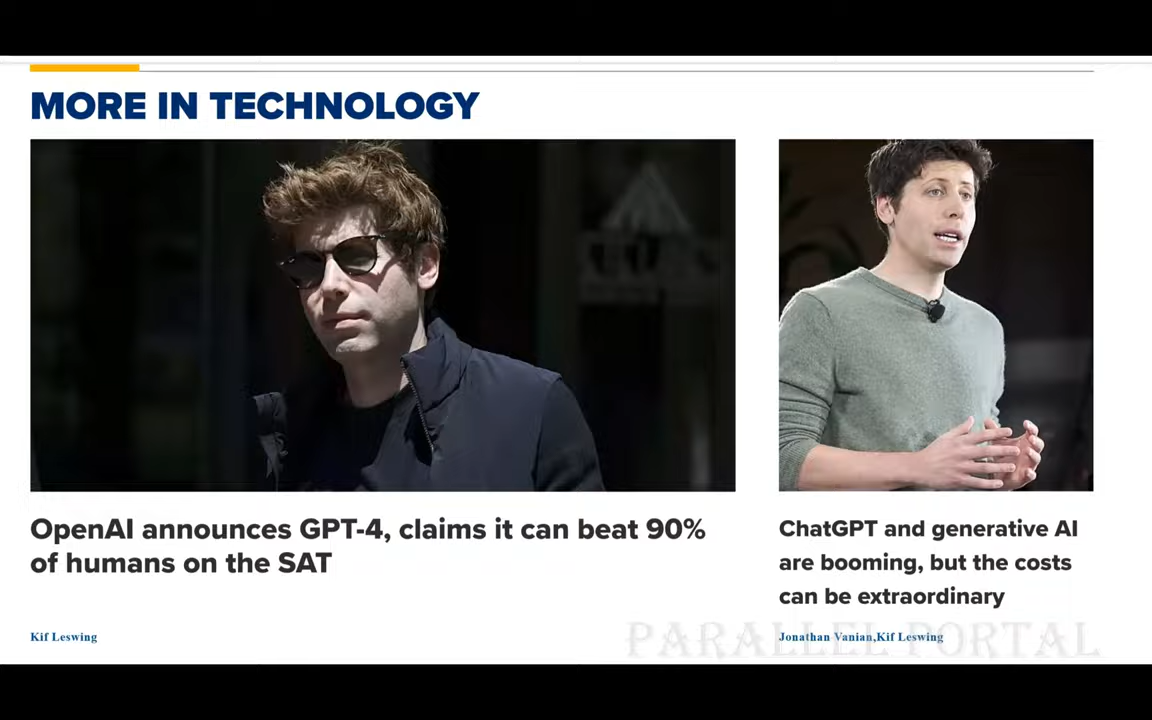 MORE IN TECHNOLOGY
OpenAI announces GPT-4, claims it can beat 90%
of humans on the SAT
Kif Leswing
ChatGPT and generative AI
are booming, but the costs
can be extraordinary
Jonathan Vanian,Kif Leswing
PARALLEL PORTAL